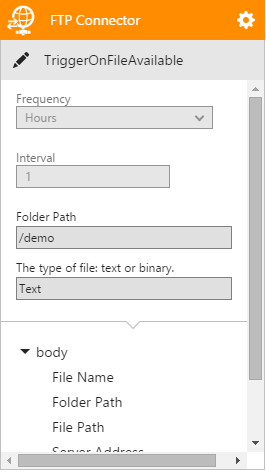 FTP Connector
TriggerOnFileAvailable
Frequency
Hours
Interval
1
Folder Path
/demo
The type of file: text or binary.
Text
body
File Name
Folder Path
File Path
Server Address